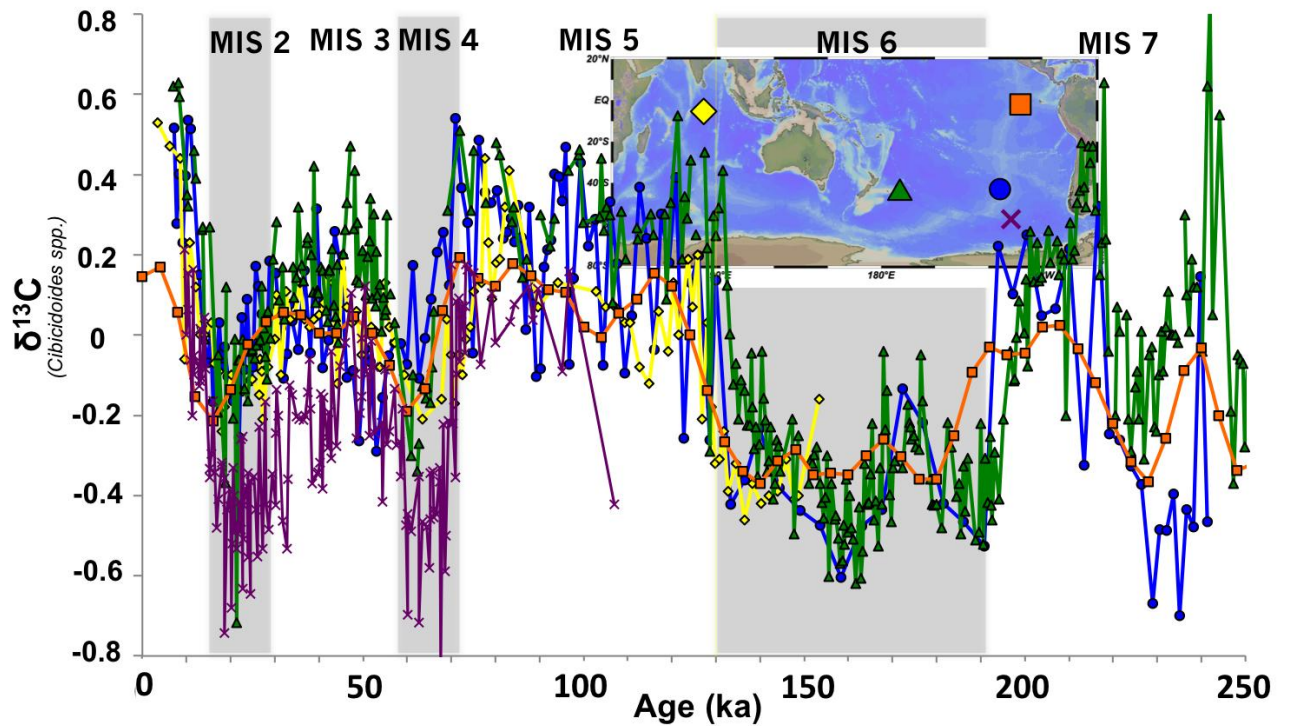 0.8
MIS 2 MIS 3 MIS 4 MIS 5 MIS 6 MIS 7
20°N
0.6
EQ
20°S
0.4
40°S
0.2
80°S
0°E 180°E W
0
-0.2
-0.4
-0.6
-0.8
δ¹³C
(Cibicidoides spp.)
0 50 100 150 200 250
Age (ka)